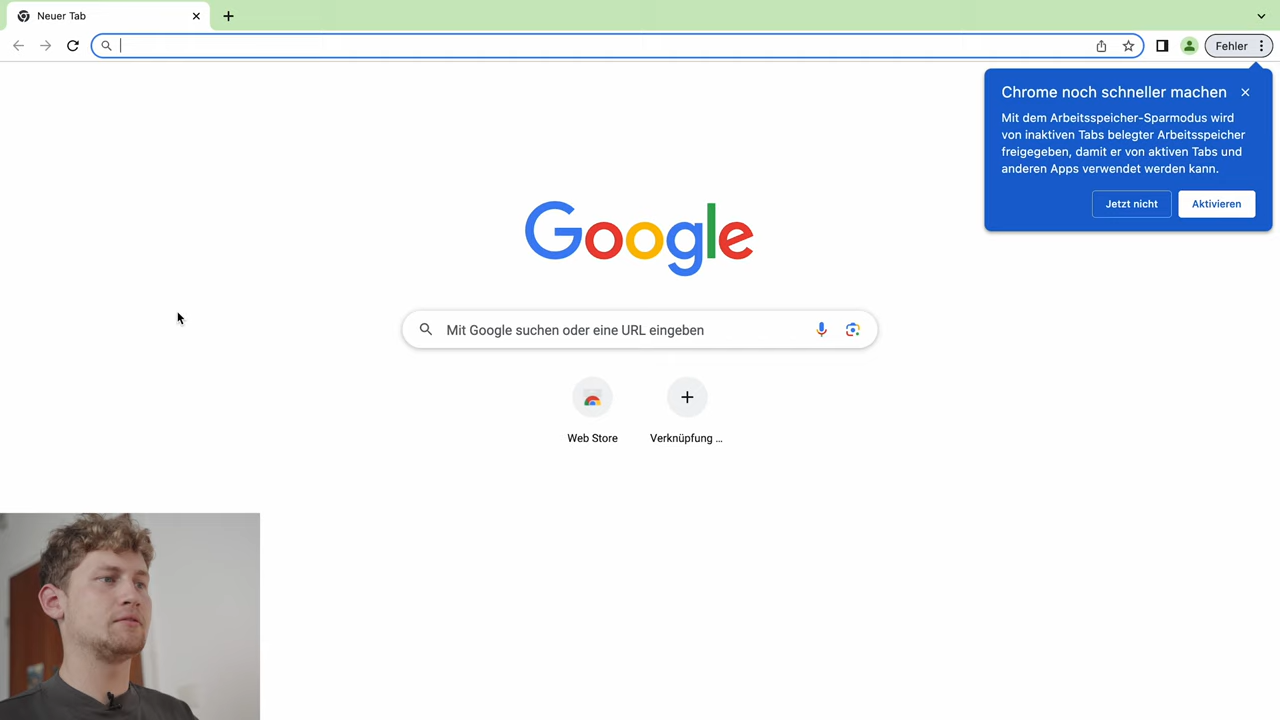 Neuer Tab
Fehler
Chrome noch schneller machen
Mit dem Arbeitsspeicher-Sparmodus wird
von inaktiven Tabs belegter Arbeitsspeicher
freigegeben, damit er von aktiven Tabs und
anderen Apps verwendet werden kann.
Jetzt nicht
Aktivieren
Google
Mit Google suchen oder eine URL eingeben
Web Store
Verknüpfung ...